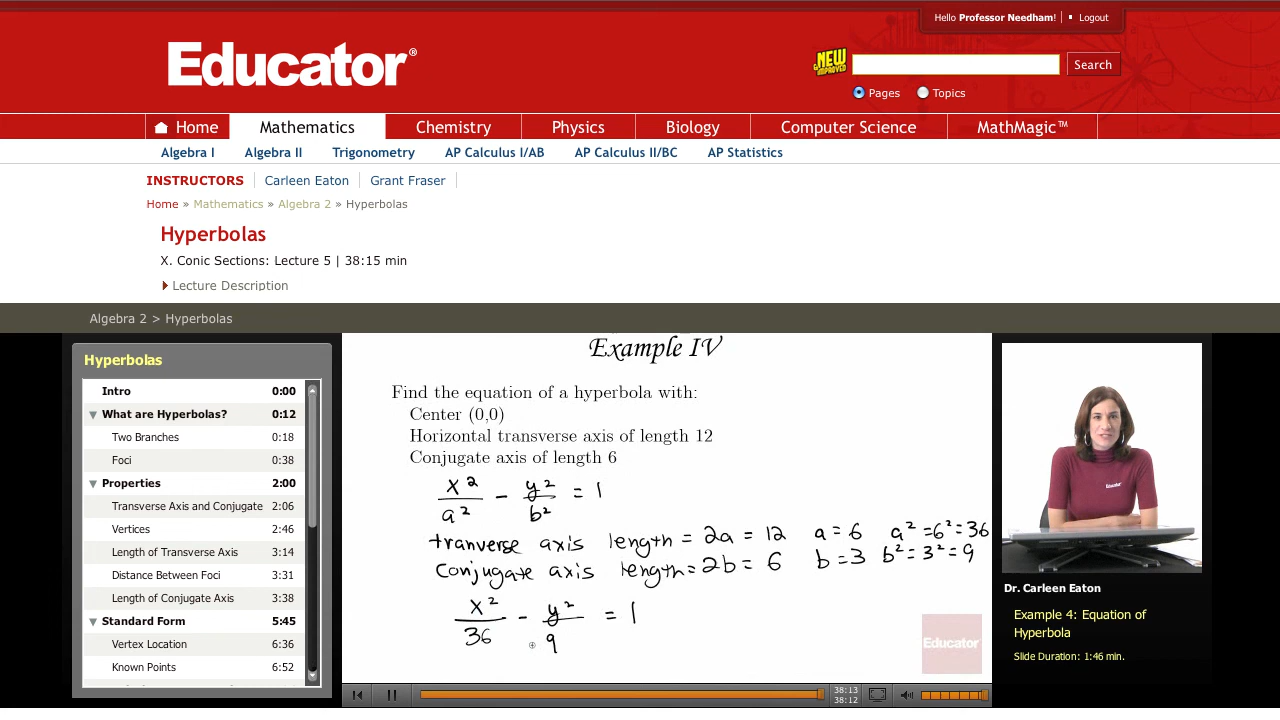 Hello Professor Needham! Logout
Educator®
NEW
& IMPROVED
Search
Pages Topics
Home Mathematics Chemistry Physics Biology Computer Science MathMagic™
Algebra I Algebra II Trigonometry AP Calculus I/AB AP Calculus II/BC AP Statistics
INSTRUCTORS Carleen Eaton Grant Fraser
Home » Mathematics » Algebra 2 » Hyperbolas
Hyperbolas
X. Conic Sections: Lecture 5 | 38:15 min
Lecture Description
Algebra 2 > Hyperbolas
Hyperbolas
Intro 0:00
What are Hyperbolas? 0:12
Two Branches 0:18
Foci 0:38
Properties 2:00
Transverse Axis and Conjugate 2:06
Vertices 2:46
Length of Transverse Axis 3:14
Distance Between Foci 3:31
Length of Conjugate Axis 3:38
Standard Form 5:45
Vertex Location 6:36
Known Points 6:52
Example IV
Find the equation of a hyperbola with:
Center (0,0)
Horizontal transverse axis of length 12
Conjugate axis of length 6
x²/a² - y²/b² = 1
tranverse axis length = 2a = 12 a = 6 a² = 6² = 36
conjugate axis length = 2b = 6 b = 3 b² = 3² = 9
x²/36 - y²/9 = 1
Educator
38:13
38:12
Educator
Dr. Carleen Eaton
Example 4: Equation of
Hyperbola
Slide Duration: 1:46 min.